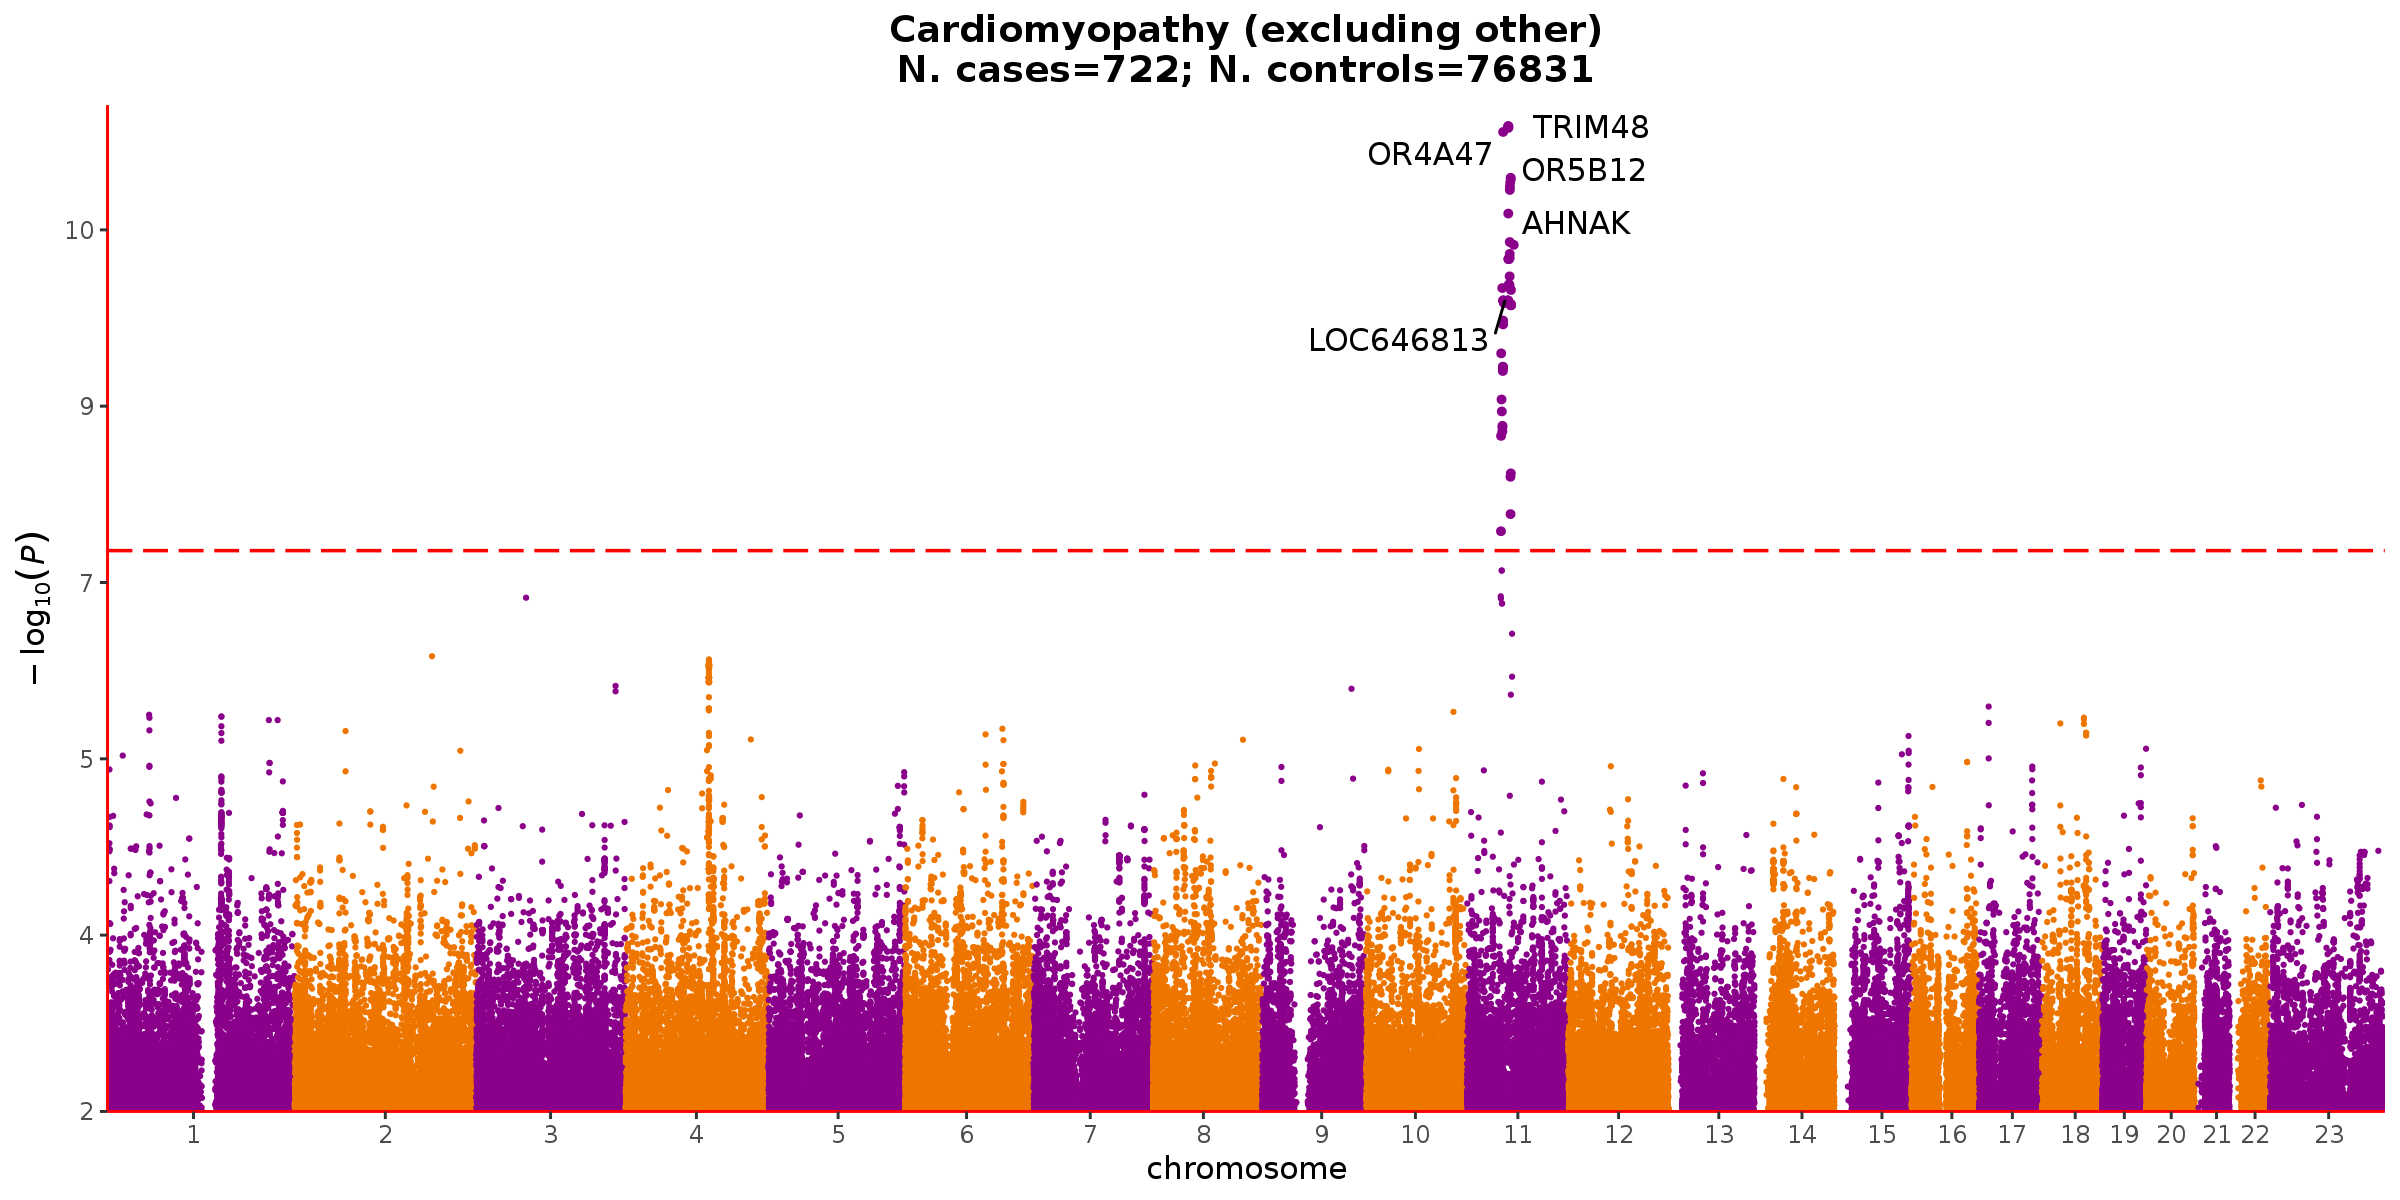 Cardiomyopathy (excluding other)
N. cases=722; N. controls=76831
TRIM48
OR4A47
OR5B12
AHNAK
LOC646813
10
9
7
5
4
2
−log10(P)
1 2 3 4 5 6 7 8 9 10 11 12 13 14 15 16 17 18 19 20 21 22 23
chromosome